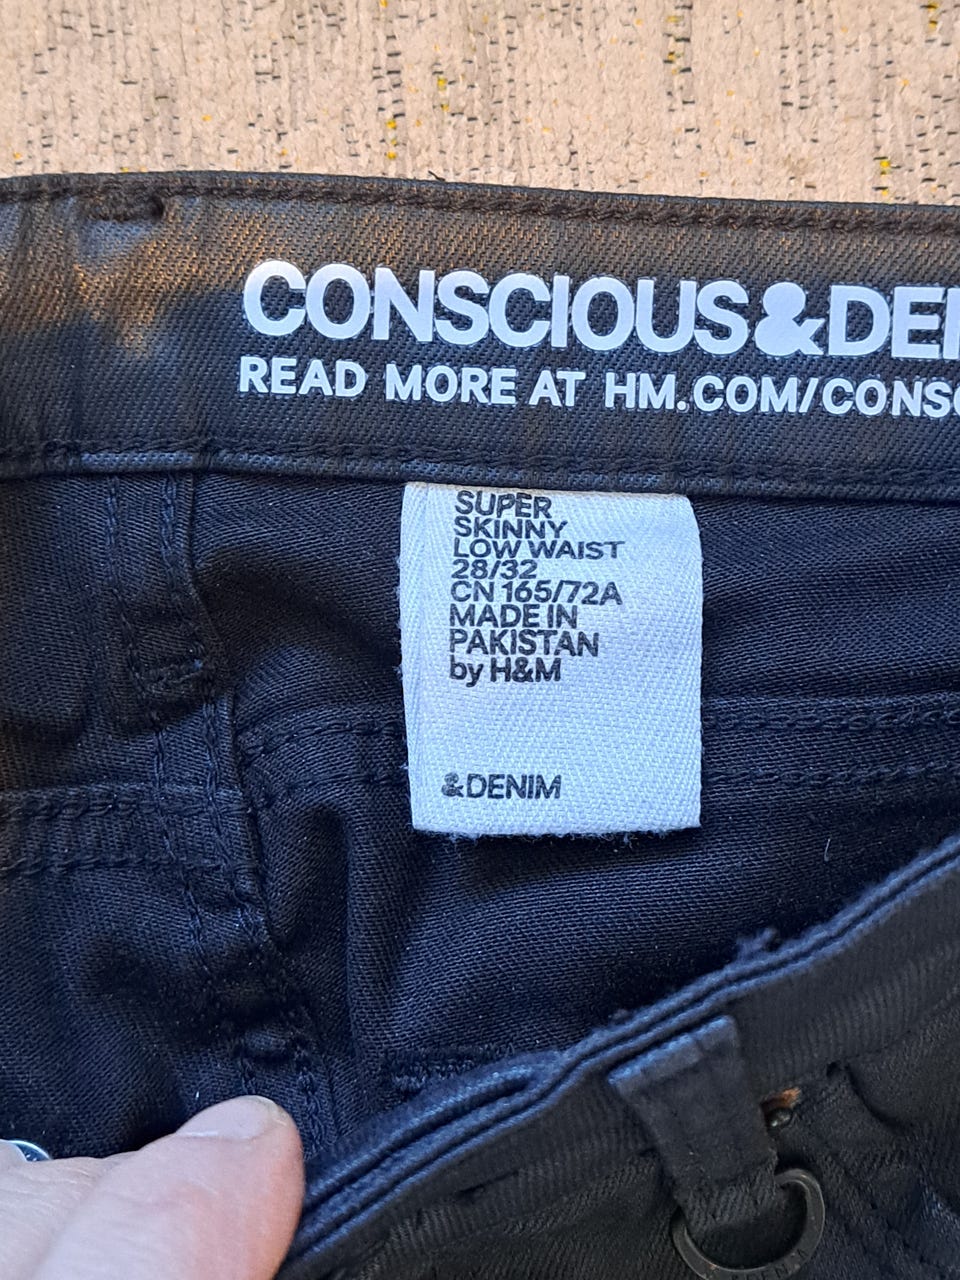 CONSCIOUS&DE
READ MORE AT HM.COM/CONSC
SUPER
SKINNY
LOW WAIST
28/32
CN 165/72A
MADE IN
PAKISTAN
by H&M
&DENIM